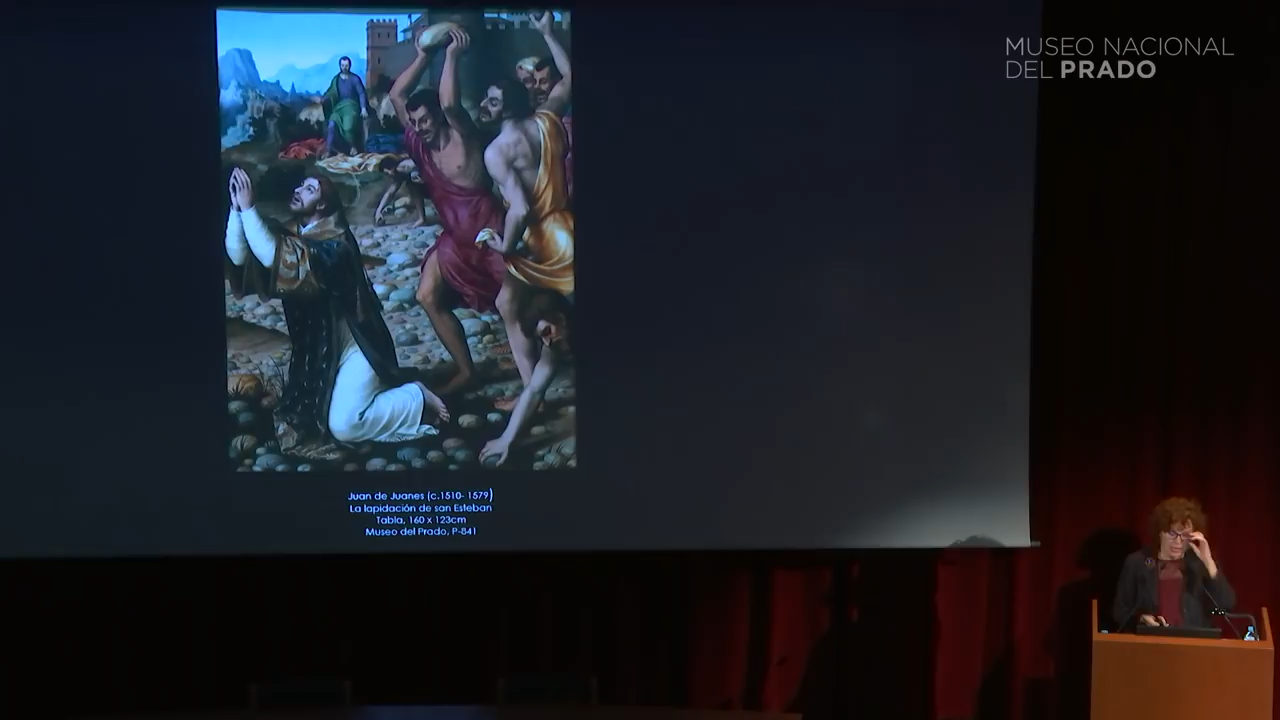 MUSEO NACIONAL
DEL PRADO
Juan de Juanes (c.1510- 1579)
La lapidación de san Esteban
Tabla, 160 x 123cm
Museo del Prado, P-841